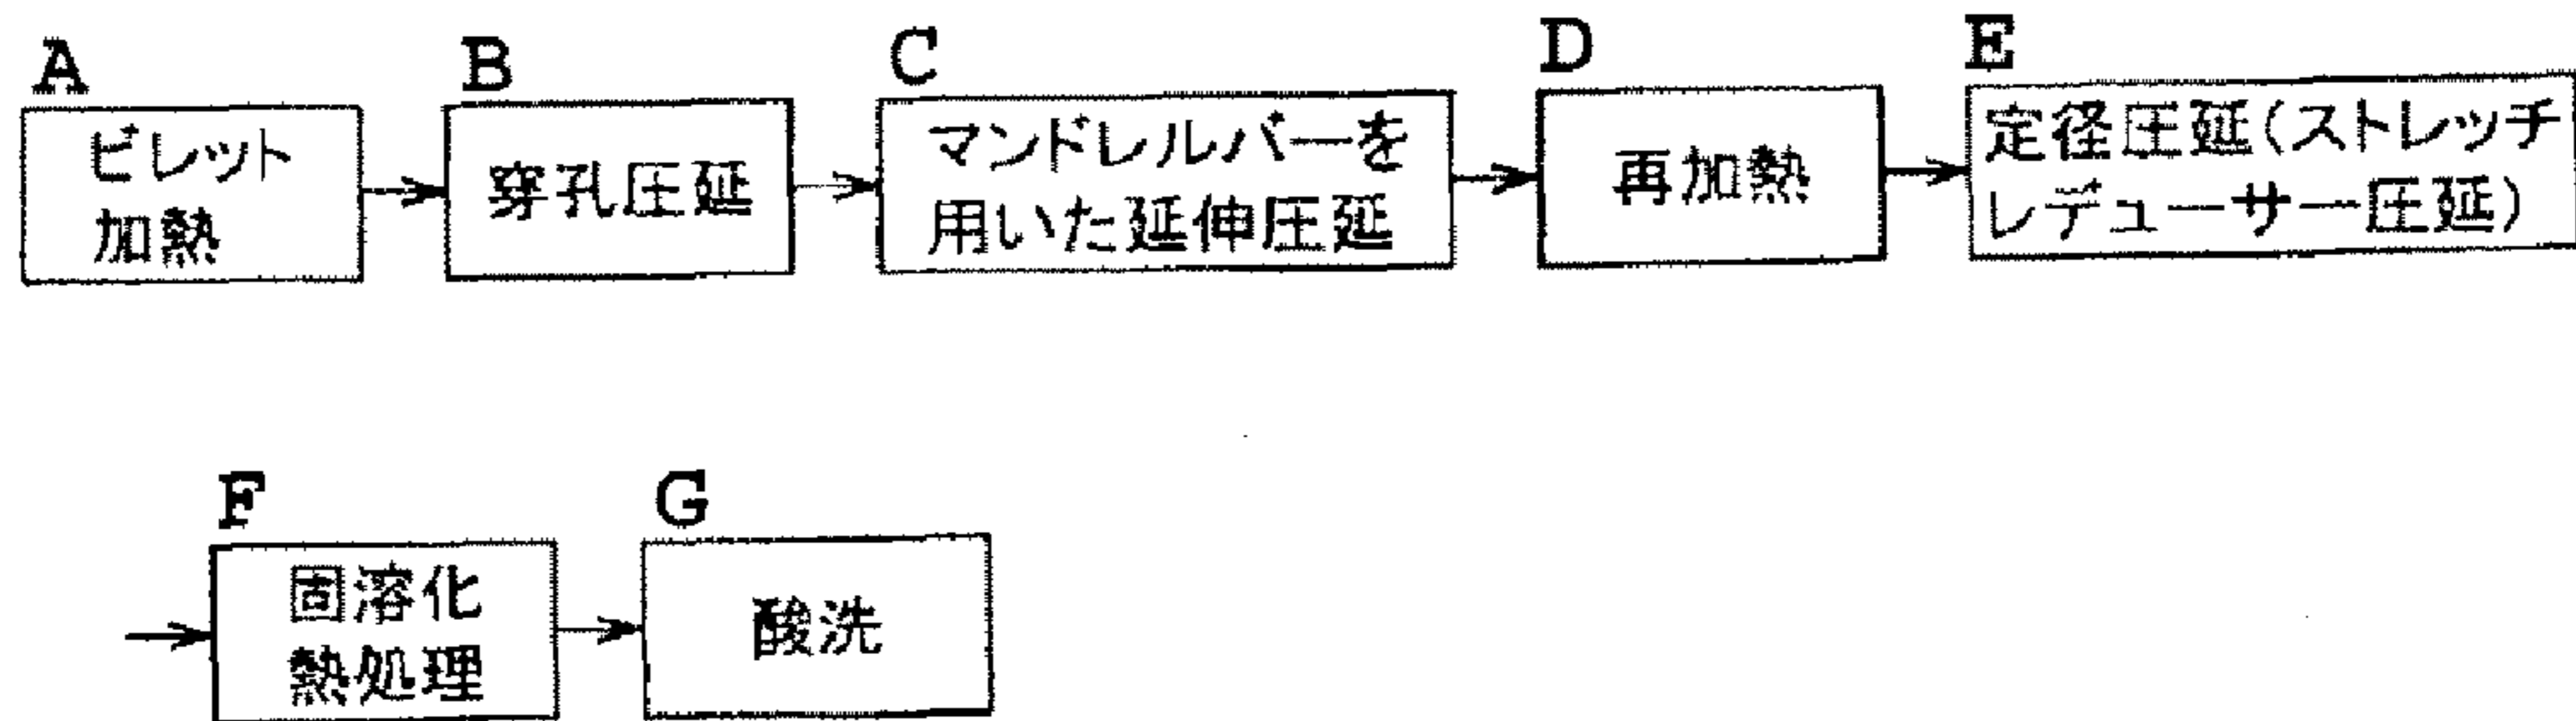 A
ビレット
加熱
B
穿孔圧延
C
マンドレルバーを
用いた延伸圧延
D
再加熱
E
定径圧延(ストレッチ
レデューサー圧延)
F
固溶化
熱処理
G
酸洗